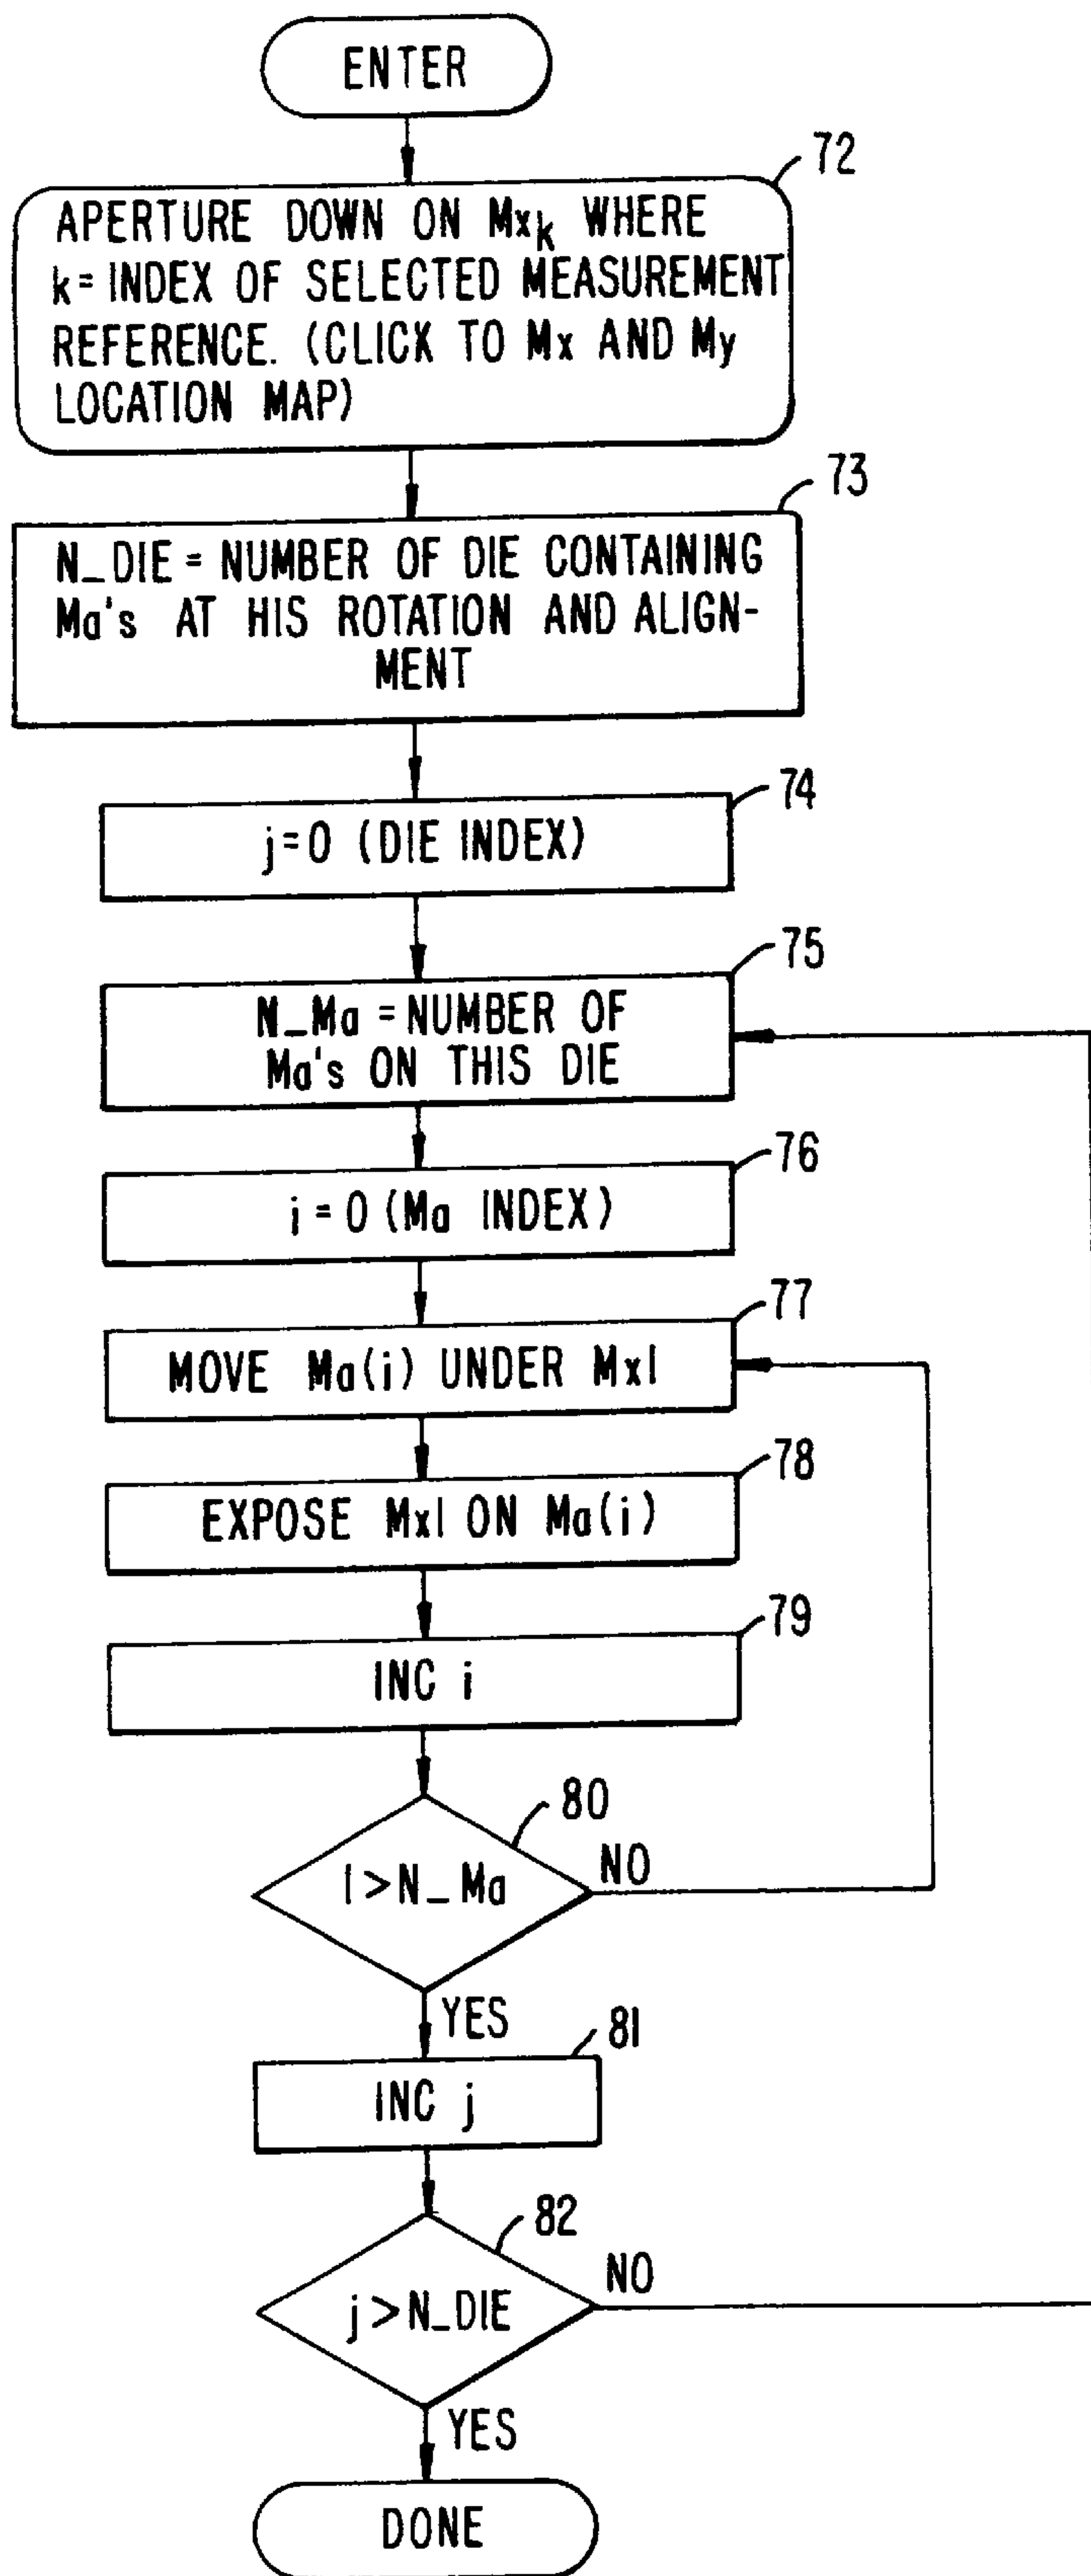 ENTER
72
APERTURE DOWN ON Mxk WHERE
k = INDEX OF SELECTED MEASUREMENT
REFERENCE. (CLICK TO Mx AND My
LOCATION MAP)
73
N_DIE = NUMBER OF DIE CONTAINING
Ma's AT HIS ROTATION AND ALIGN-
MENT
74
j=0 (DIE INDEX)
75
N_Ma = NUMBER OF
Ma's ON THIS DIE
76
i = 0 (Ma INDEX)
77
MOVE Ma(i) UNDER Mxl
78
EXPOSE Mxl ON Ma(i)
79
INC i
80
I > N_Ma
NO
YES
81
INC j
82
j > N_DIE
NO
YES
DONE